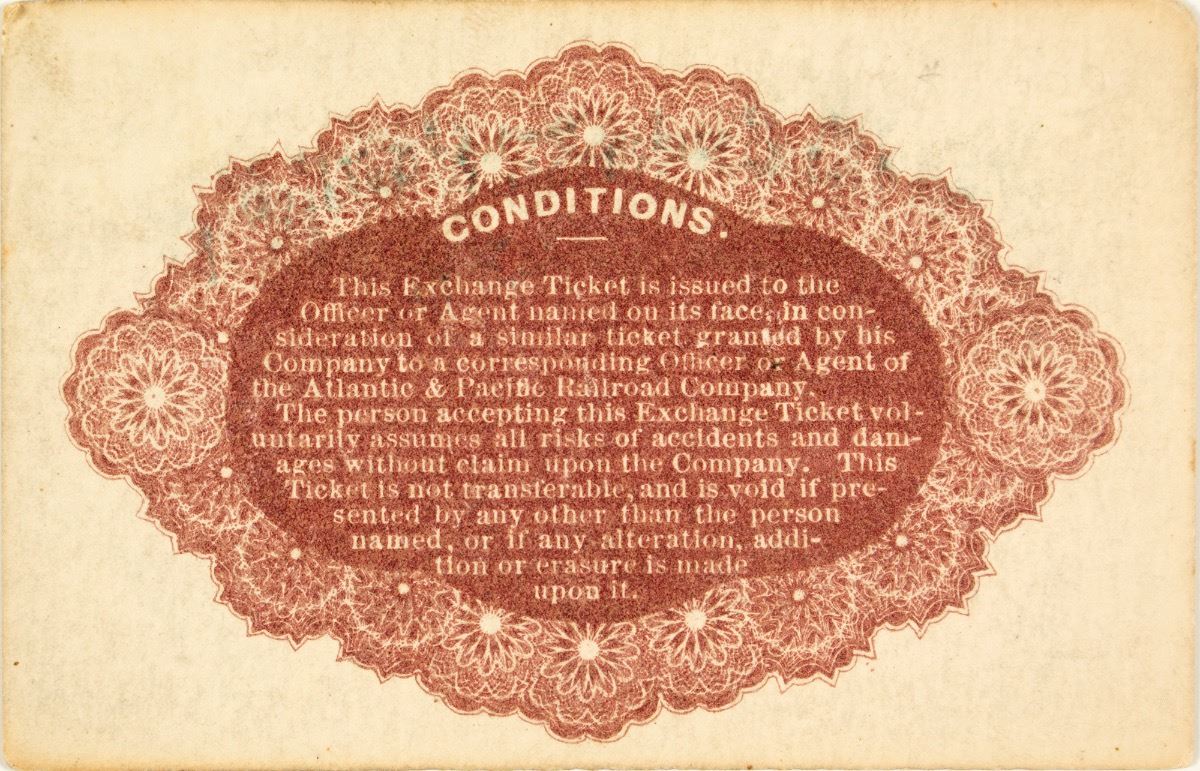 CONDITIONS.
This Exchange Ticket is issued to the
Officer or Agent named on its face, in con-
sideration of a similar ticket granted by his
Company to a corresponding Officer or Agent of
the Atlantic & Pacific Railroad Company.
The person accepting this Exchange Ticket vol-
untarily assumes all risks of accidents and dam-
ages without claim upon the Company. This
Ticket is not transferable, and is void if pre-
sented by any other than the person
named, or if any alteration, addi-
tion or erasure is made
upon it.